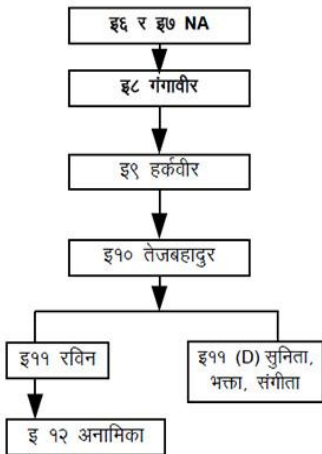 इ६ र इ७ NA
इ८ गंगावीर
इ९ हर्कवीर
इ१० तेजबहादुर
इ११ रविन
इ११ (D) सुनिता,
भक्ता, संगीता
इ १२ अनामिका